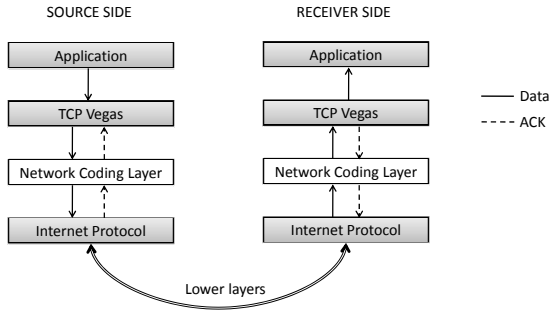 SOURCE SIDE
RECEIVER SIDE
Application
Application
TCP Vegas
TCP Vegas
Data
ACK
Network Coding Layer
Network Coding Layer
Internet Protocol
Internet Protocol
Lower layers